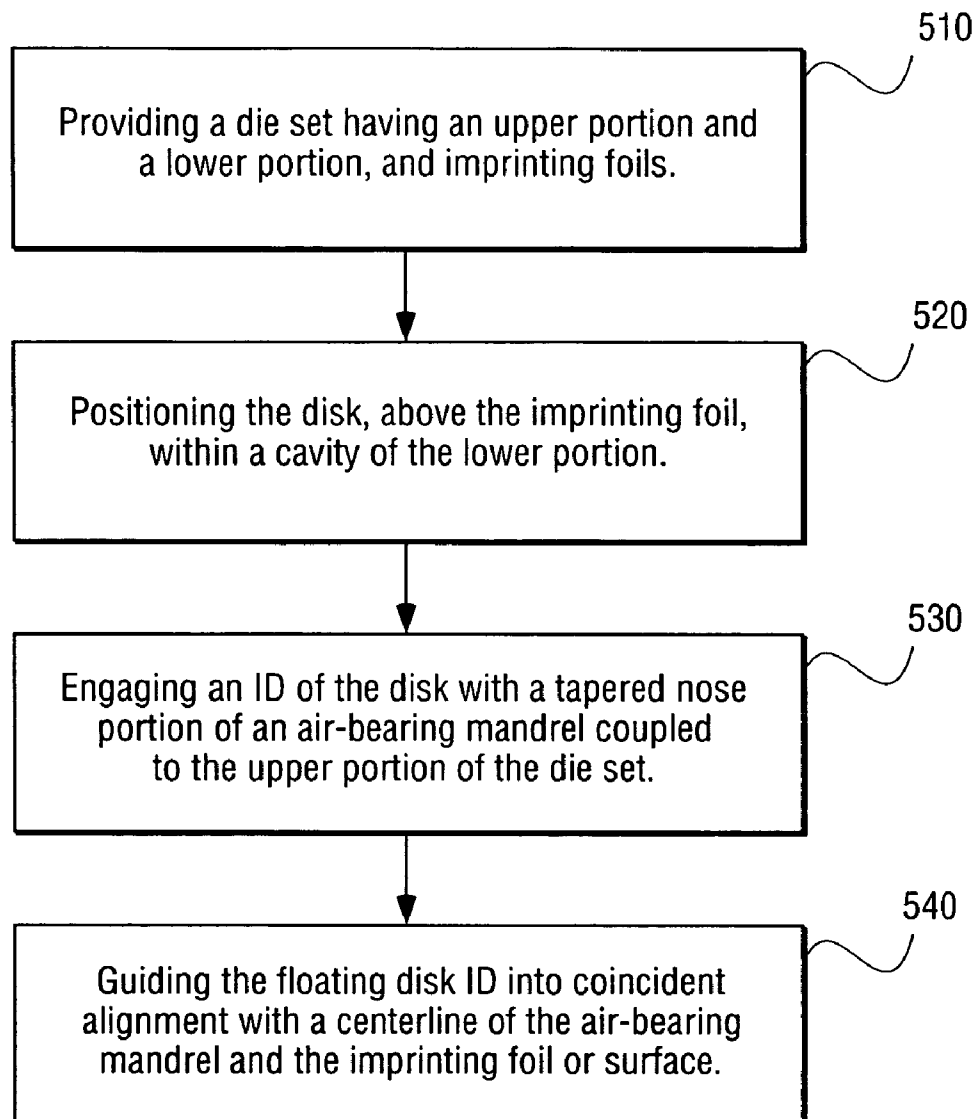 510
Providing a die set having an upper portion and
a lower portion, and imprinting foils.
520
Positioning the disk, above the imprinting foil,
within a cavity of the lower portion.
530
Engaging an ID of the disk with a tapered nose
portion of an air-bearing mandrel coupled
to the upper portion of the die set.
540
Guiding the floating disk ID into coincident
alignment with a centerline of the air-bearing
mandrel and the imprinting foil or surface.